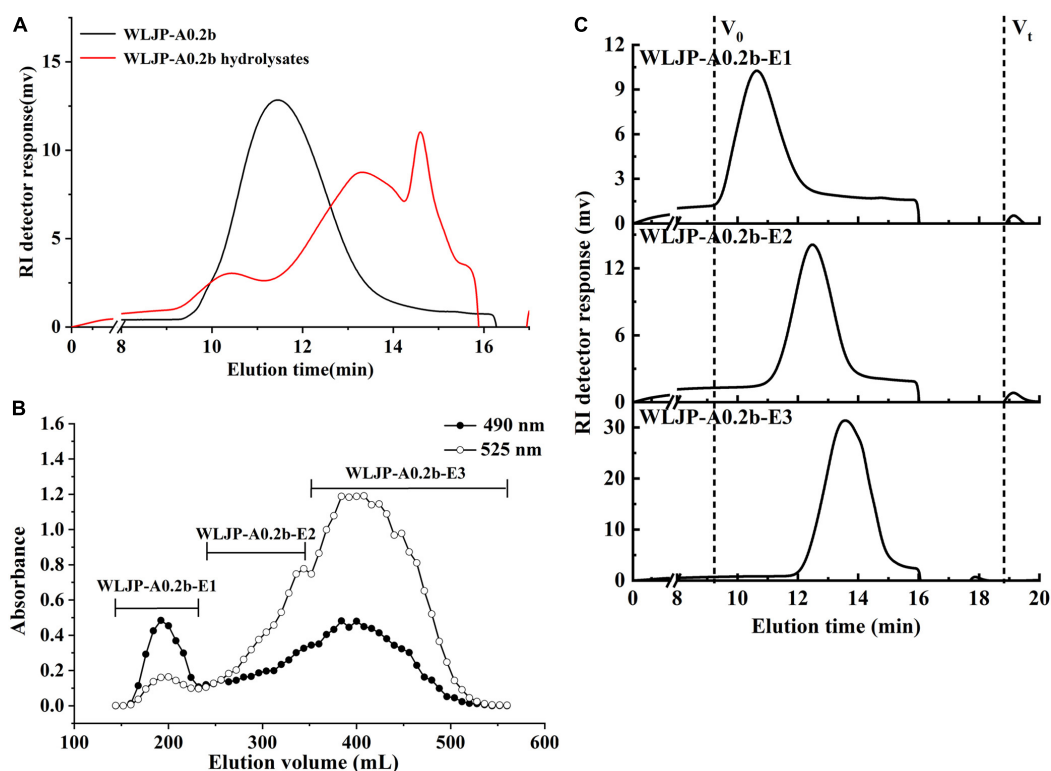 A
WLJP-A0.2b
WLJP-A0.2b hydrolysates
RI detector response(mv)
15
10
5
0
0
8
10
12
14
16
Elution time(min)
B
490 nm
525 nm
WLJP-A0.2b-E3
WLJP-A0.2b-E2
WLJP-A0.2b-E1
Absorbance
1.6
1.4
1.2
1.0
0.8
0.6
0.4
0.2
0.0
100
200
300
400
500
600
Elution volume (mL)
C
V0
Vt
WLJP-A0.2b-E1
12
9
6
3
0
WLJP-A0.2b-E2
12
6
0
WLJP-A0.2b-E3
30
20
10
0
RI detector response (mv)
0
8
10
12
14
16
18
20
Elution time (min)